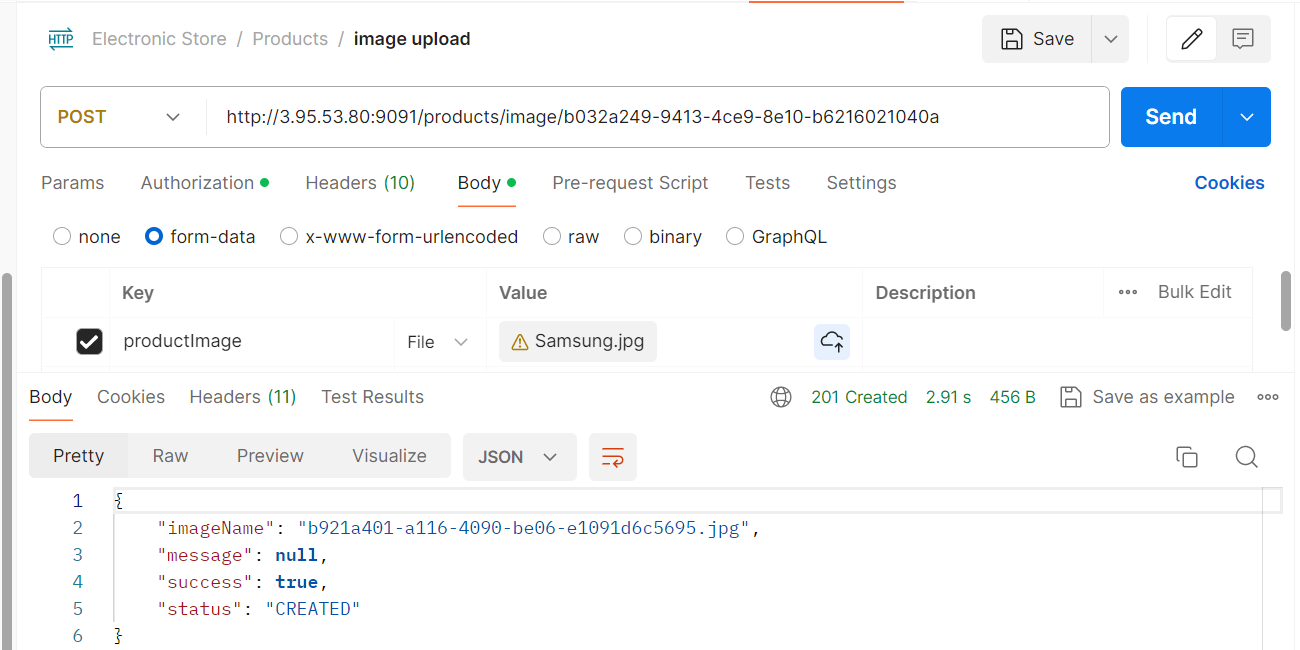 HTTP Electronic Store / Products / image upload Save
POST http://3.95.53.80:9091/products/image/b032a249-9413-4ce9-8e10-b6216021040a Send
Params Authorization Headers (10) Body Pre-request Script Tests Settings Cookies
none form-data x-www-form-urlencoded raw binary GraphQL
Key Value Description Bulk Edit
productImage File Samsung.jpg
Body Cookies Headers (11) Test Results 201 Created 2.91 s 456 B Save as example
Pretty Raw Preview Visualize JSON
1 {
2 "imageName": "b921a401-a116-4090-be06-e1091d6c5695.jpg",
3 "message": null,
4 "success": true,
5 "status": "CREATED"
6 }